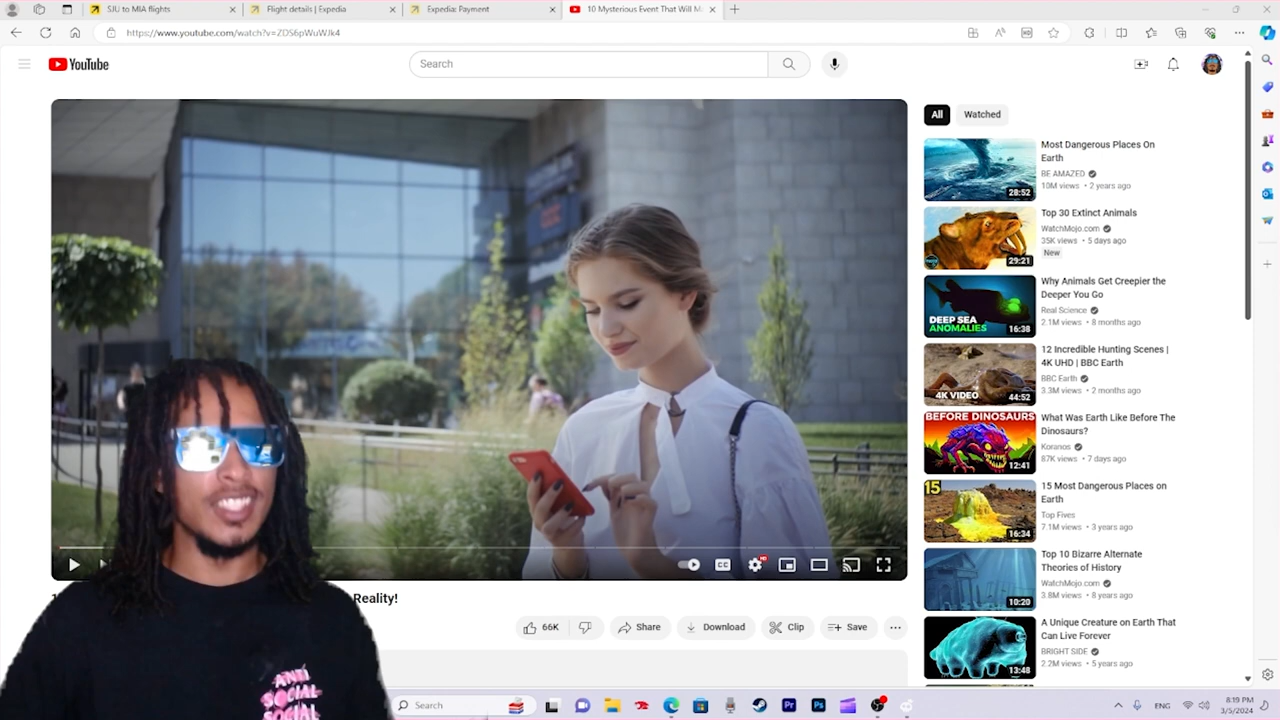 SJU to MIA flights
Flight details | Expedia
Expedia: Payment
10 Mysterious Event That Will M
https://www.youtube.com/watch?v=ZDS6pWuWJk4
YouTube
Search
All
Watched
Most Dangerous Places On
Earth
BE AMAZED
10M views • 2 years ago
28:52
Top 30 Extinct Animals
WatchMojo.com
35K views • 5 days ago
New
29:21
Why Animals Get Creepier the
Deeper You Go
Real Science
2.1M views • 8 months ago
DEEP SEA
ANOMALIES
16:38
12 Incredible Hunting Scenes |
4K UHD | BBC Earth
BBC Earth
3.3M views • 2 months ago
4K VIDEO
44:52
What Was Earth Like Before The
Dinosaurs?
Koranos
87K views • 7 days ago
BEFORE DINOSAURS
12:41
15 Most Dangerous Places on
Earth
Top Fives
7.1M views • 3 years ago
15
16:34
Top 10 Bizarre Alternate
Theories of History
WatchMojo.com
3.8M views • 8 years ago
10:20
A Unique Creature on Earth That
Can Live Forever
BRIGHT SIDE
2.2M views • 5 years ago
13:48
CC
HD
Reality!
66K
Share
Download
Clip
Save
ANTI
SOCIAL
SOCIAL
Search
Pr
Ps
ENG
8:19 PM
3/5/2024